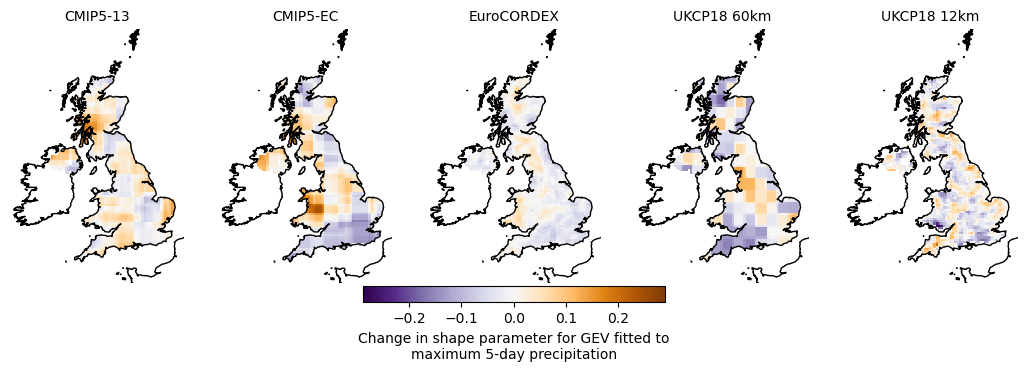 CMIP5-13
CMIP5-EC
EuroCORDEX
UKCP18 60km
UKCP18 12km
−0.2
−0.1
0.0
0.1
0.2
Change in shape parameter for GEV fitted to
maximum 5-day precipitation